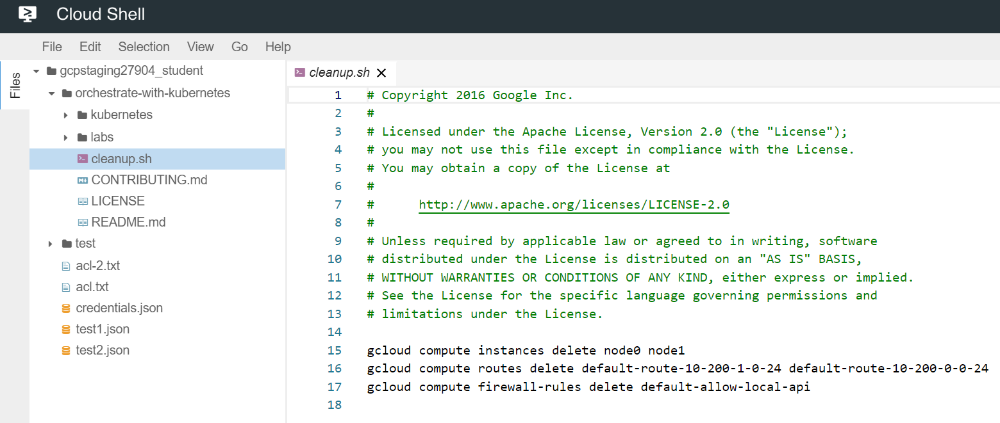 Cloud Shell
File Edit Selection View Go Help
Files
gcpstaging27904_student
orchestrate-with-kubernetes
kubernetes
labs
cleanup.sh
CONTRIBUTING.md
LICENSE
README.md
test
acl-2.txt
acl.txt
credentials.json
test1.json
test2.json
cleanup.sh
1 # Copyright 2016 Google Inc.
2 #
3 # Licensed under the Apache License, Version 2.0 (the "License");
4 # you may not use this file except in compliance with the License.
5 # You may obtain a copy of the License at
6 #
7 #      http://www.apache.org/licenses/LICENSE-2.0
8 #
9 # Unless required by applicable law or agreed to in writing, software
10 # distributed under the License is distributed on an "AS IS" BASIS,
11 # WITHOUT WARRANTIES OR CONDITIONS OF ANY KIND, either express or implied.
12 # See the License for the specific language governing permissions and
13 # limitations under the License.
14
15 gcloud compute instances delete node0 node1
16 gcloud compute routes delete default-route-10-200-1-0-24 default-route-10-200-0-0-24
17 gcloud compute firewall-rules delete default-allow-local-api
18